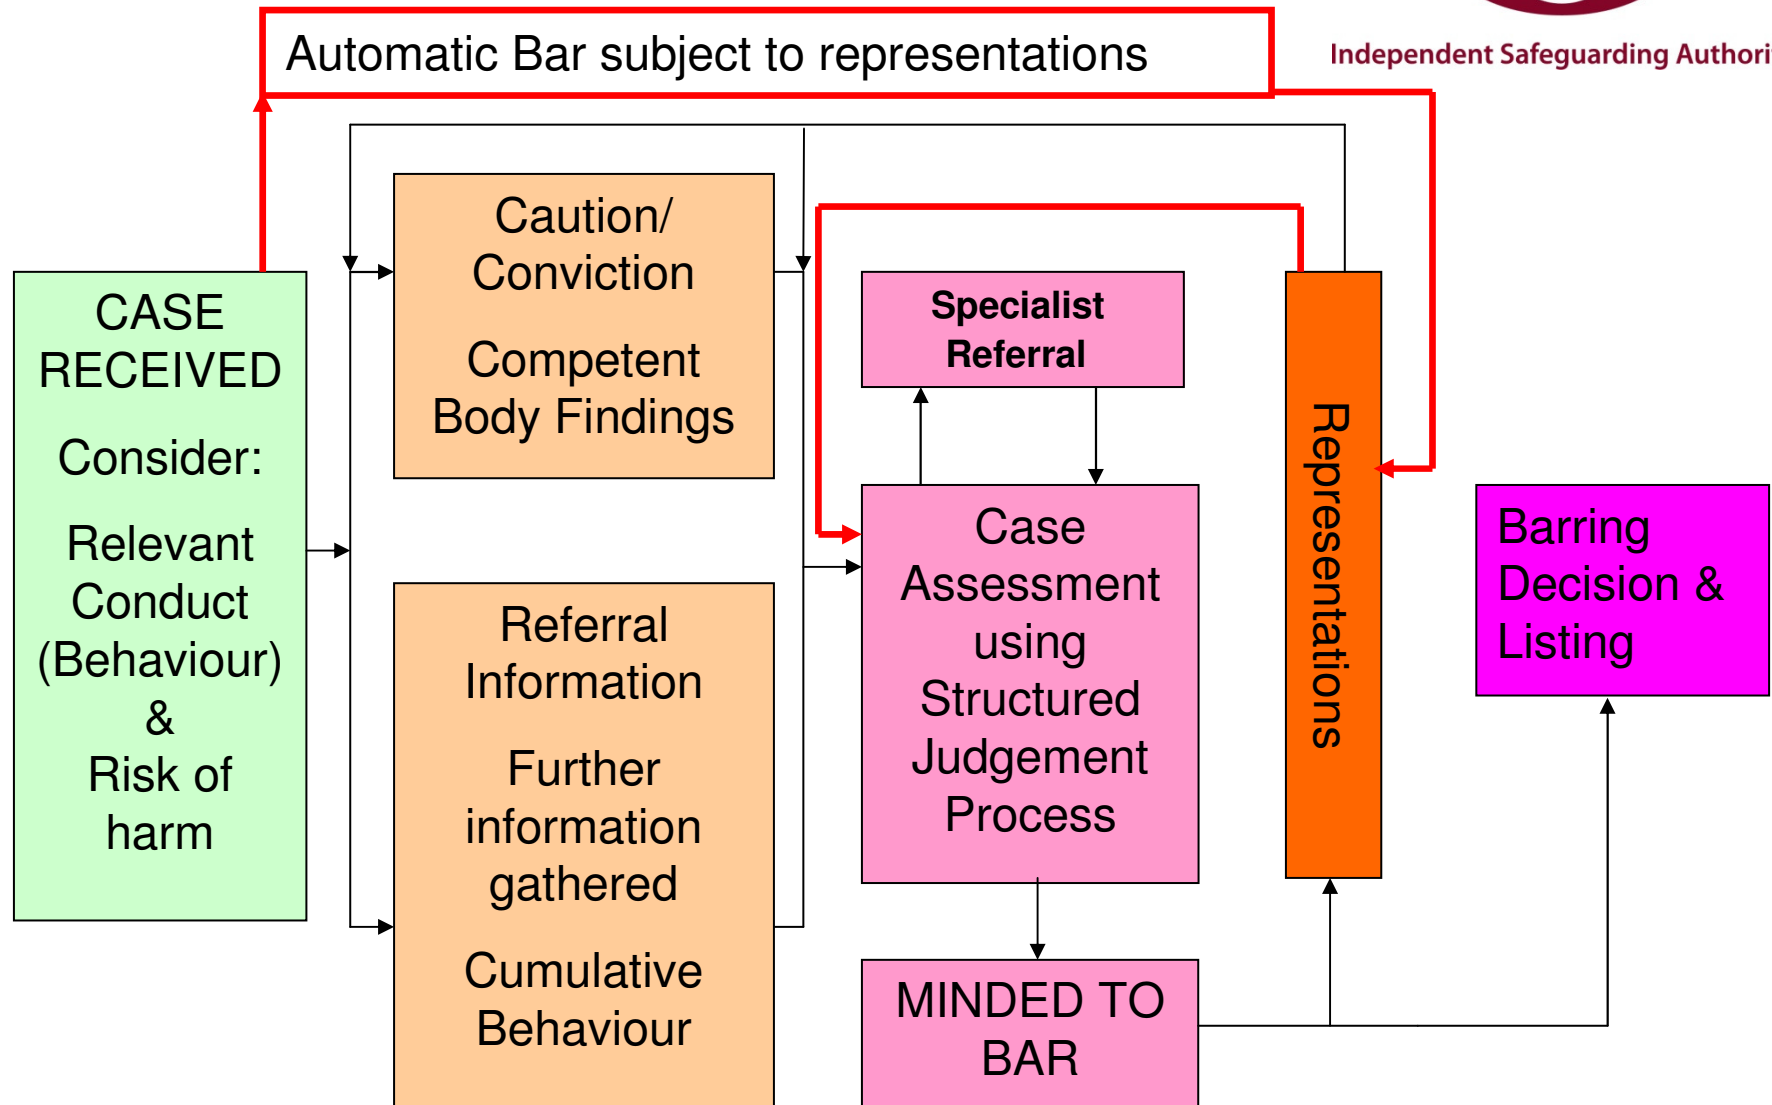 Automatic Bar subject to representations
Independent Safeguarding Authori
CASE
RECEIVED
Consider:
Relevant
Conduct
(Behaviour)
&
Risk of
harm
Caution/
Conviction
Competent
Body Findings
Referral
Information
Further
information
gathered
Cumulative
Behaviour
Specialist
Referral
Case
Assessment
using
Structured
Judgement
Process
MINDED TO
BAR
Representations
Barring
Decision &
Listing